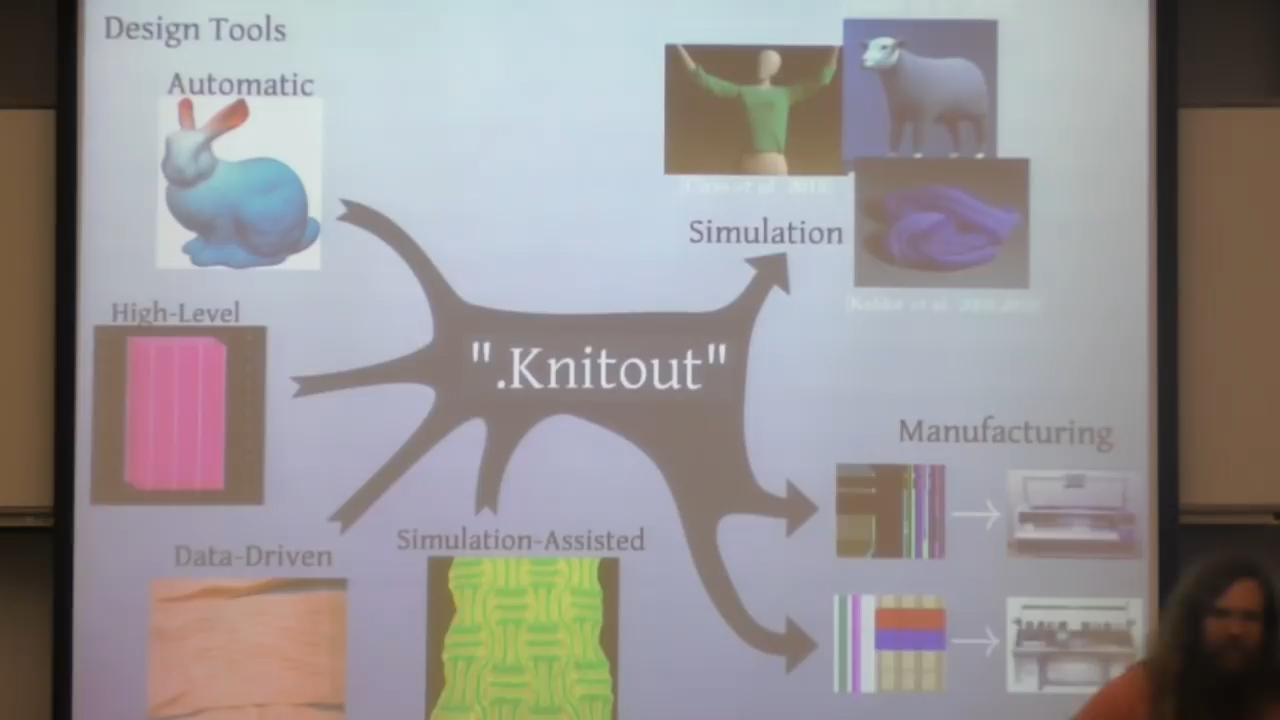 Design Tools
Automatic
Simulation
High-Level
".Knitout"
Manufacturing
Simulation-Assisted
Data-Driven